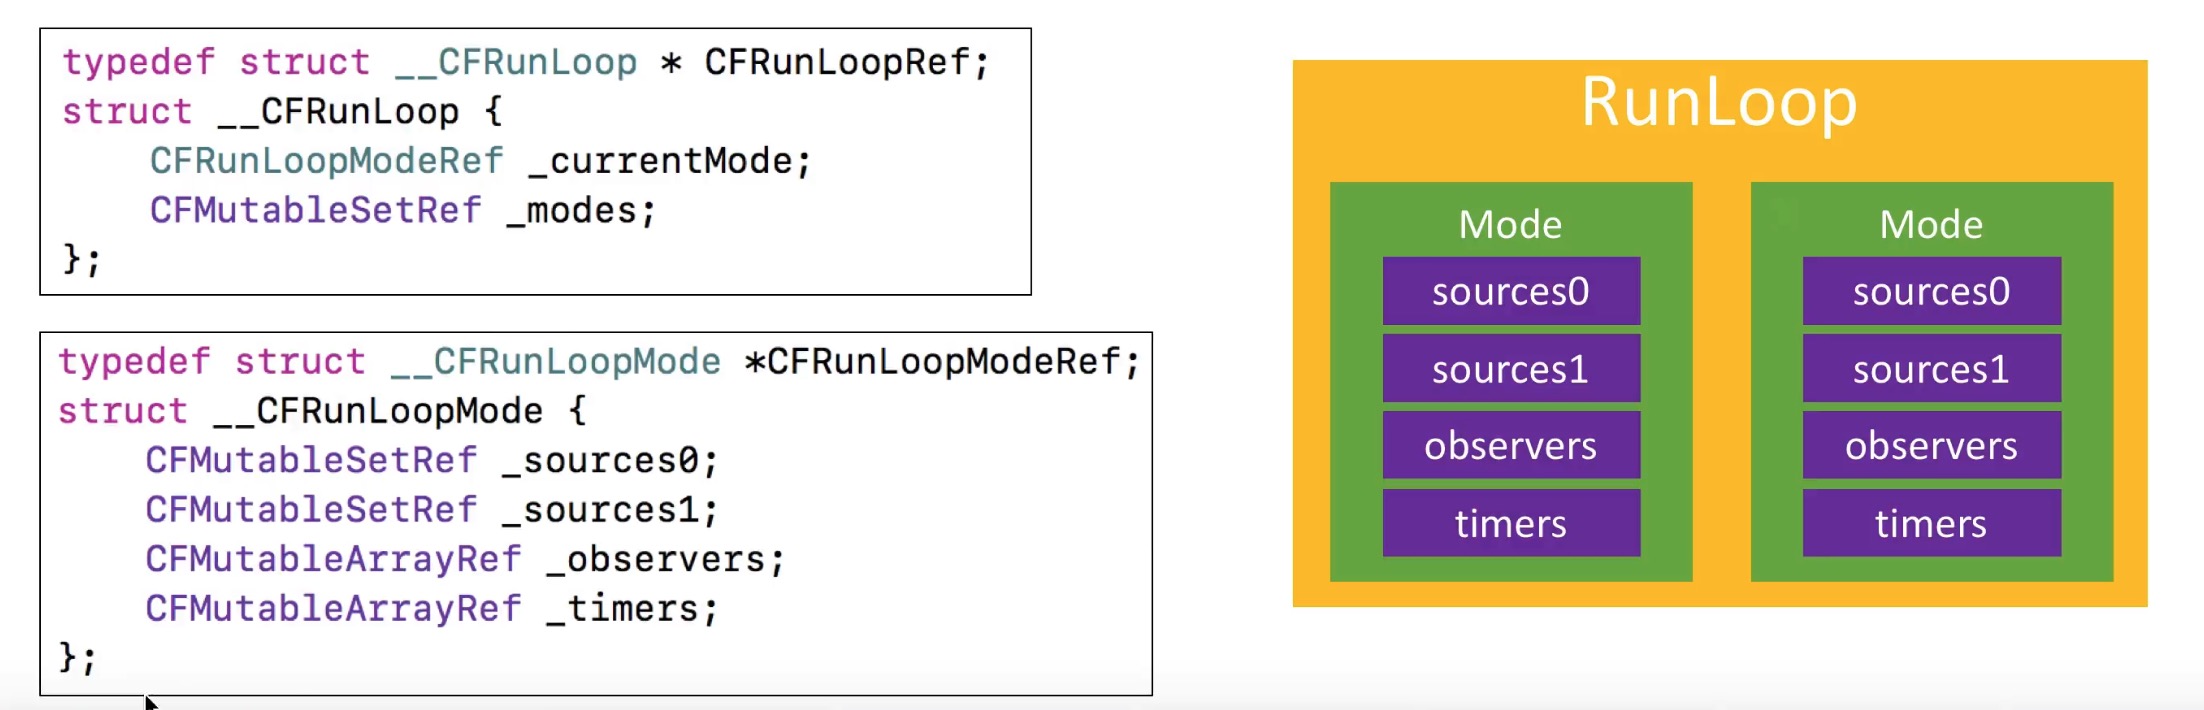 typedef struct __CFRunLoop * CFRunLoopRef;
struct __CFRunLoop {
    CFRunLoopModeRef _currentMode;
    CFMutableSetRef _modes;
};
typedef struct __CFRunLoopMode *CFRunLoopModeRef;
struct __CFRunLoopMode {
    CFMutableSetRef _sources0;
    CFMutableSetRef _sources1;
    CFMutableArrayRef _observers;
    CFMutableArrayRef _timers;
};
RunLoop
Mode
sources0
sources1
observers
timers
Mode
sources0
sources1
observers
timers